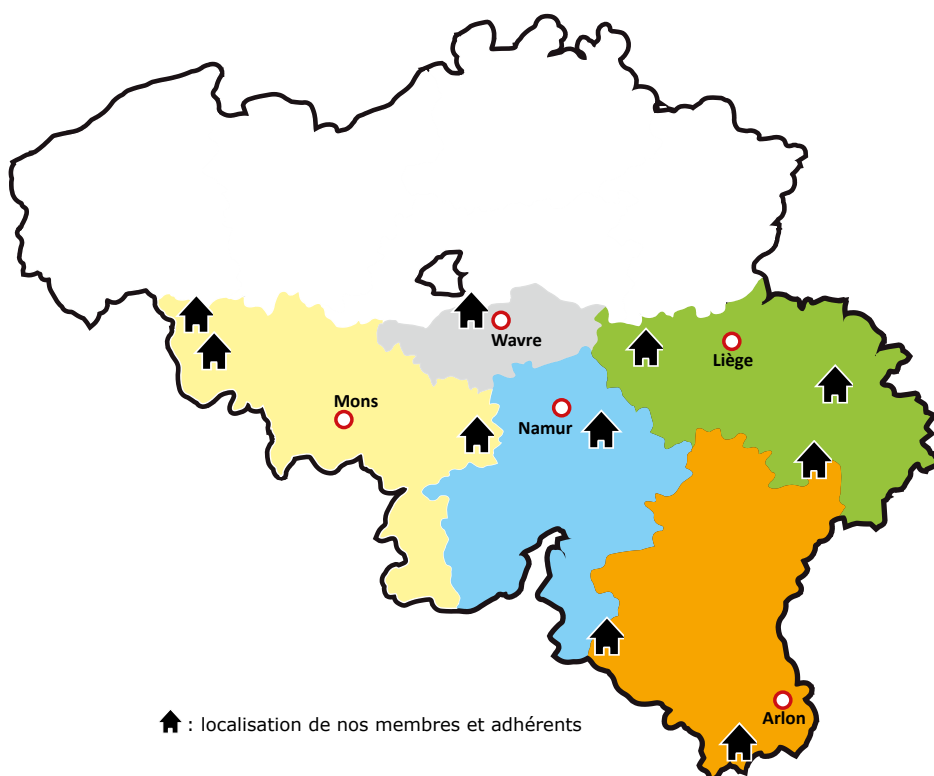 Wavre
Liège
Mons
Namur
Arlon
: localisation de nos membres et adhérents